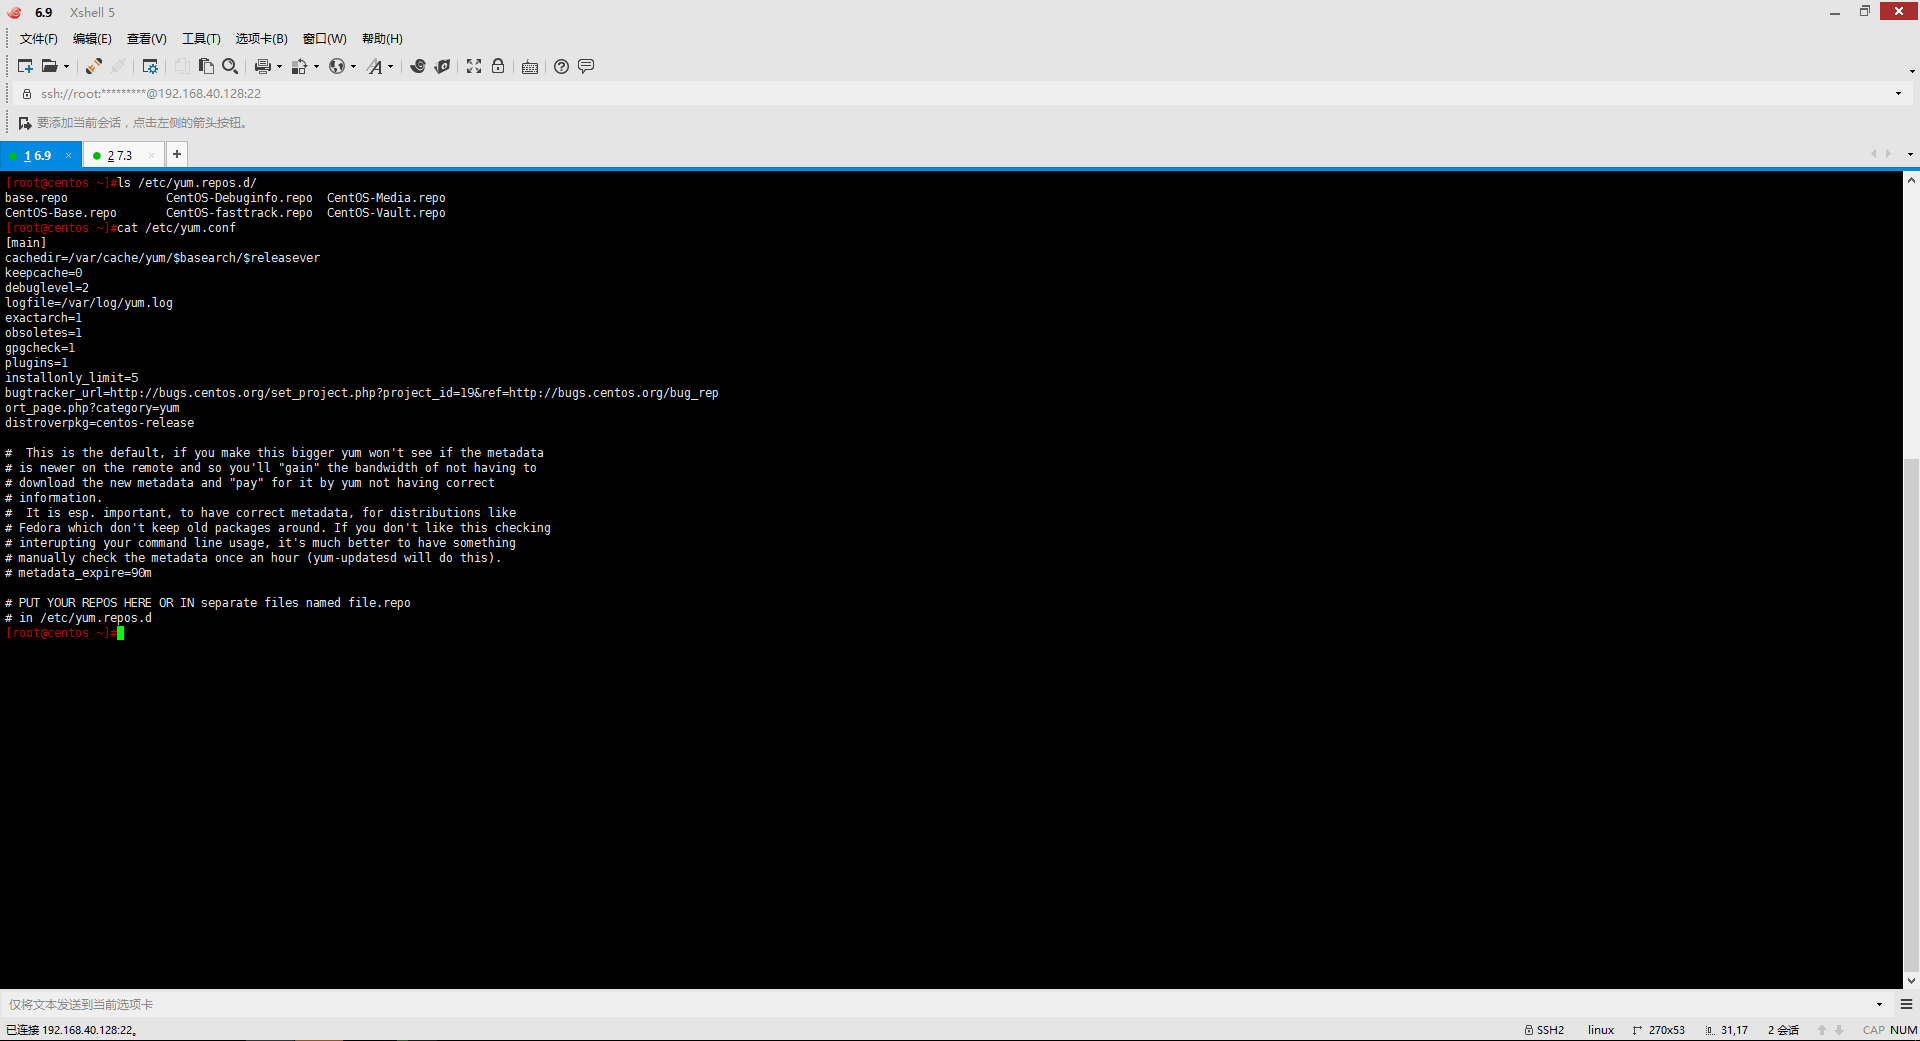 6.9 Xshell 5
文件(F) 编辑(E) 查看(V) 工具(T) 选项卡(B) 窗口(W) 帮助(H)
ssh://root:*********@192.168.40.128:22
要添加当前会话，点击左侧的箭头按钮。
1 6.9 × 2 7.3 × +
[root@centos ~]#ls /etc/yum.repos.d/
base.repo CentOS-Debuginfo.repo CentOS-Media.repo
CentOS-Base.repo CentOS-fasttrack.repo CentOS-Vault.repo
[root@centos ~]#cat /etc/yum.conf
[main]
cachedir=/var/cache/yum/$basearch/$releasever
keepcache=0
debuglevel=2
logfile=/var/log/yum.log
exactarch=1
obsoletes=1
gpgcheck=1
plugins=1
installonly_limit=5
bugtracker_url=http://bugs.centos.org/set_project.php?project_id=19&ref=http://bugs.centos.org/bug_rep
ort_page.php?category=yum
distroverpkg=centos-release
#  This is the default, if you make this bigger yum won't see if the metadata
# is newer on the remote and so you'll "gain" the bandwidth of not having to
# download the new metadata and "pay" for it by yum not having correct
# information.
#  It is esp. important, to have correct metadata, for distributions like
# Fedora which don't keep old packages around. If you don't like this checking
# interupting your command line usage, it's much better to have something
# manually check the metadata once an hour (yum-updatesd will do this).
# metadata_expire=90m
# PUT YOUR REPOS HERE OR IN separate files named file.repo
# in /etc/yum.repos.d
[root@centos ~]#
仅将文本发送到当前选项卡
已连接 192.168.40.128:22。 SSH2 linux 270x53 31,17 2 会话 CAP NUM